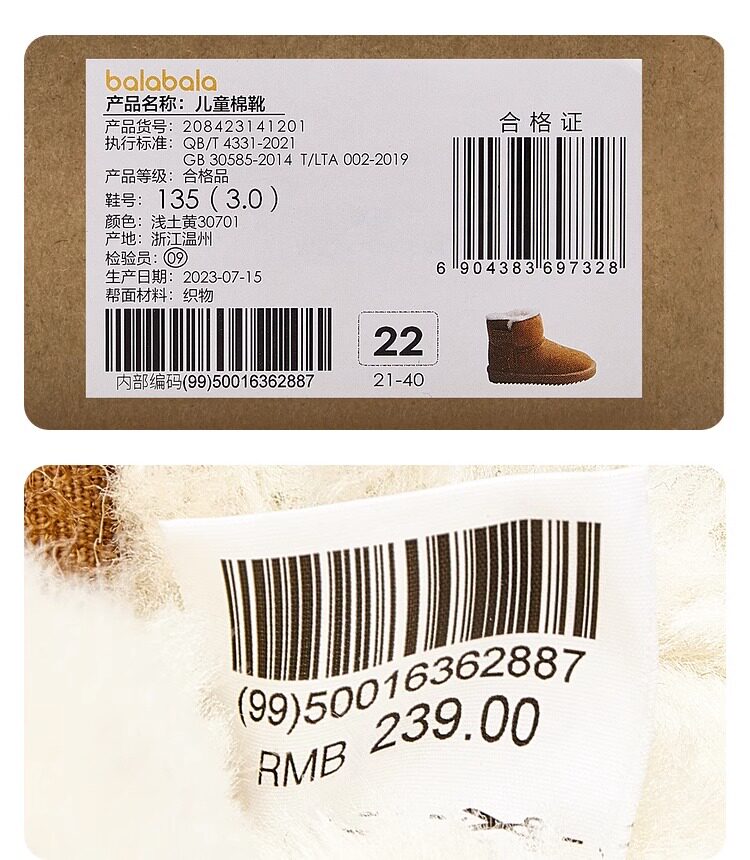 balabala
产品名称：儿童棉靴
产品货号：208423141201
执行标准：QB/T 4331-2021
GB 30585-2014 T/LTA 002-2019
产品等级：合格品
鞋号：135（3.0）
颜色：浅土黄30701
产地：浙江温州
检验员：09
生产日期：2023-07-15
帮面材料：织物
内部编码(99)50016362887
22
21-40
合格证
6 904383 697328
(99)50016362887
RMB 239.00